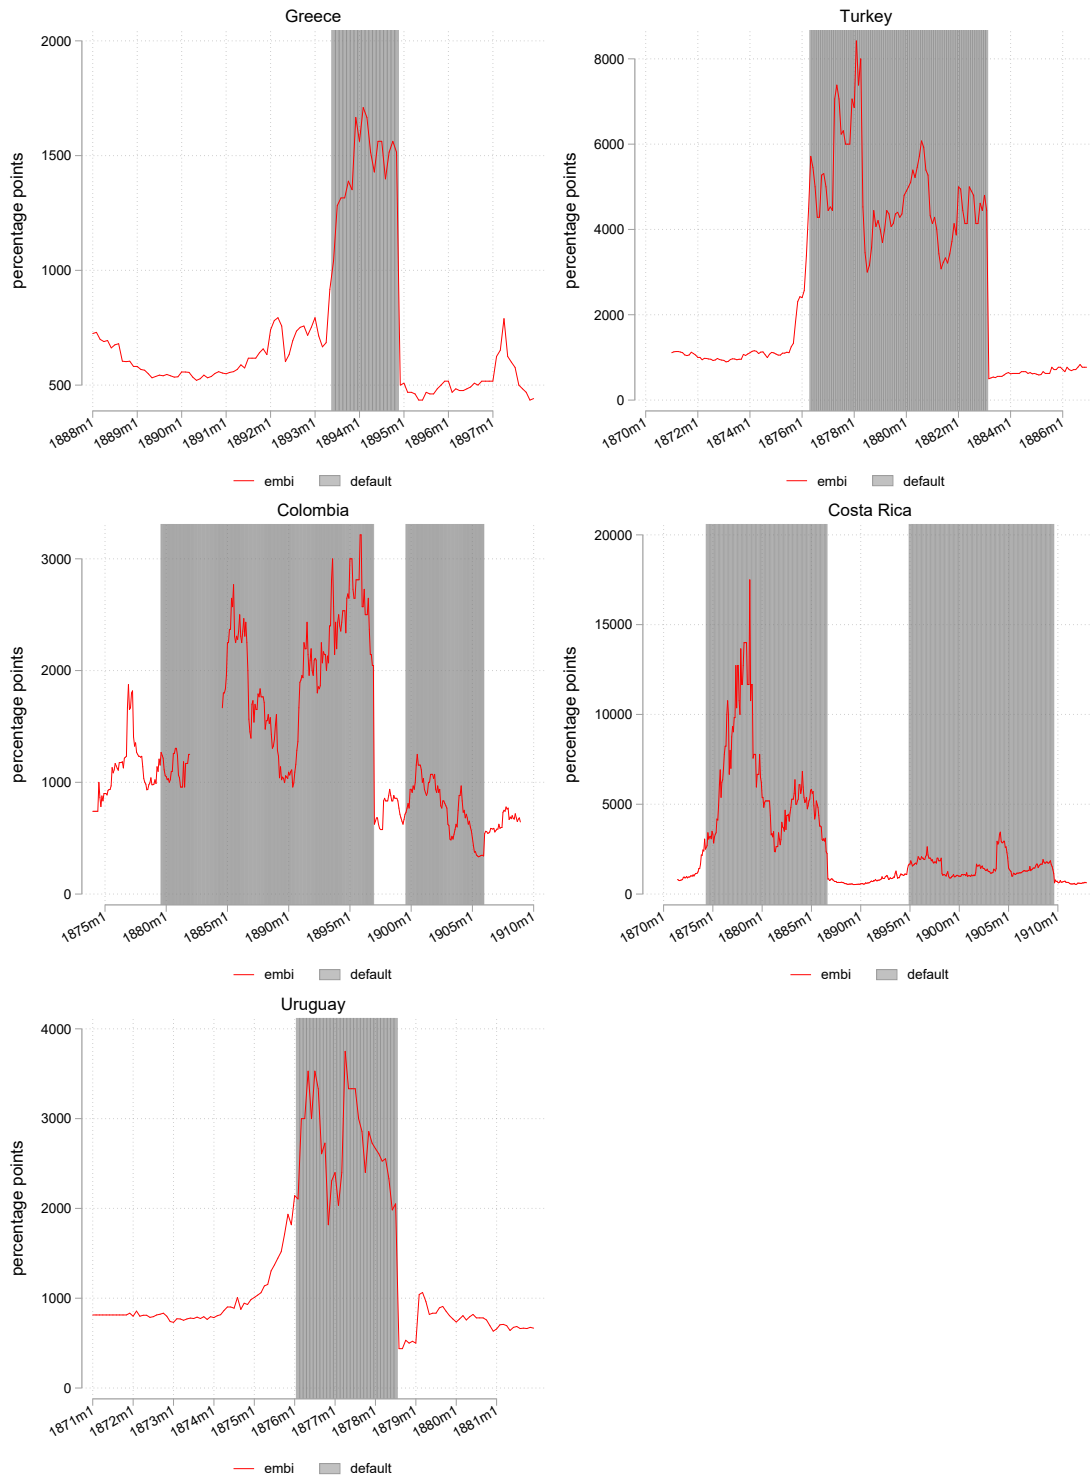 Greece
percentage points
2000
1500
1000
500
1888m1 1889m1 1890m1 1891m1 1892m1 1893m1 1894m1 1895m1 1896m1 1897m1
embi default
Turkey
percentage points
8000
6000
4000
2000
0
1870m1 1872m1 1874m1 1876m1 1878m1 1880m1 1882m1 1884m1 1886m1
embi default
Colombia
percentage points
3000
2000
1000
0
1875m1 1880m1 1885m1 1890m1 1895m1 1900m1 1905m1 1910m1
embi default
Costa Rica
percentage points
20000
15000
10000
5000
0
1870m1 1875m1 1880m1 1885m1 1890m1 1895m1 1900m1 1905m1 1910m1
embi default
Uruguay
percentage points
4000
3000
2000
1000
0
1871m1 1872m1 1873m1 1874m1 1875m1 1876m1 1877m1 1878m1 1879m1 1880m1 1881m1
embi default